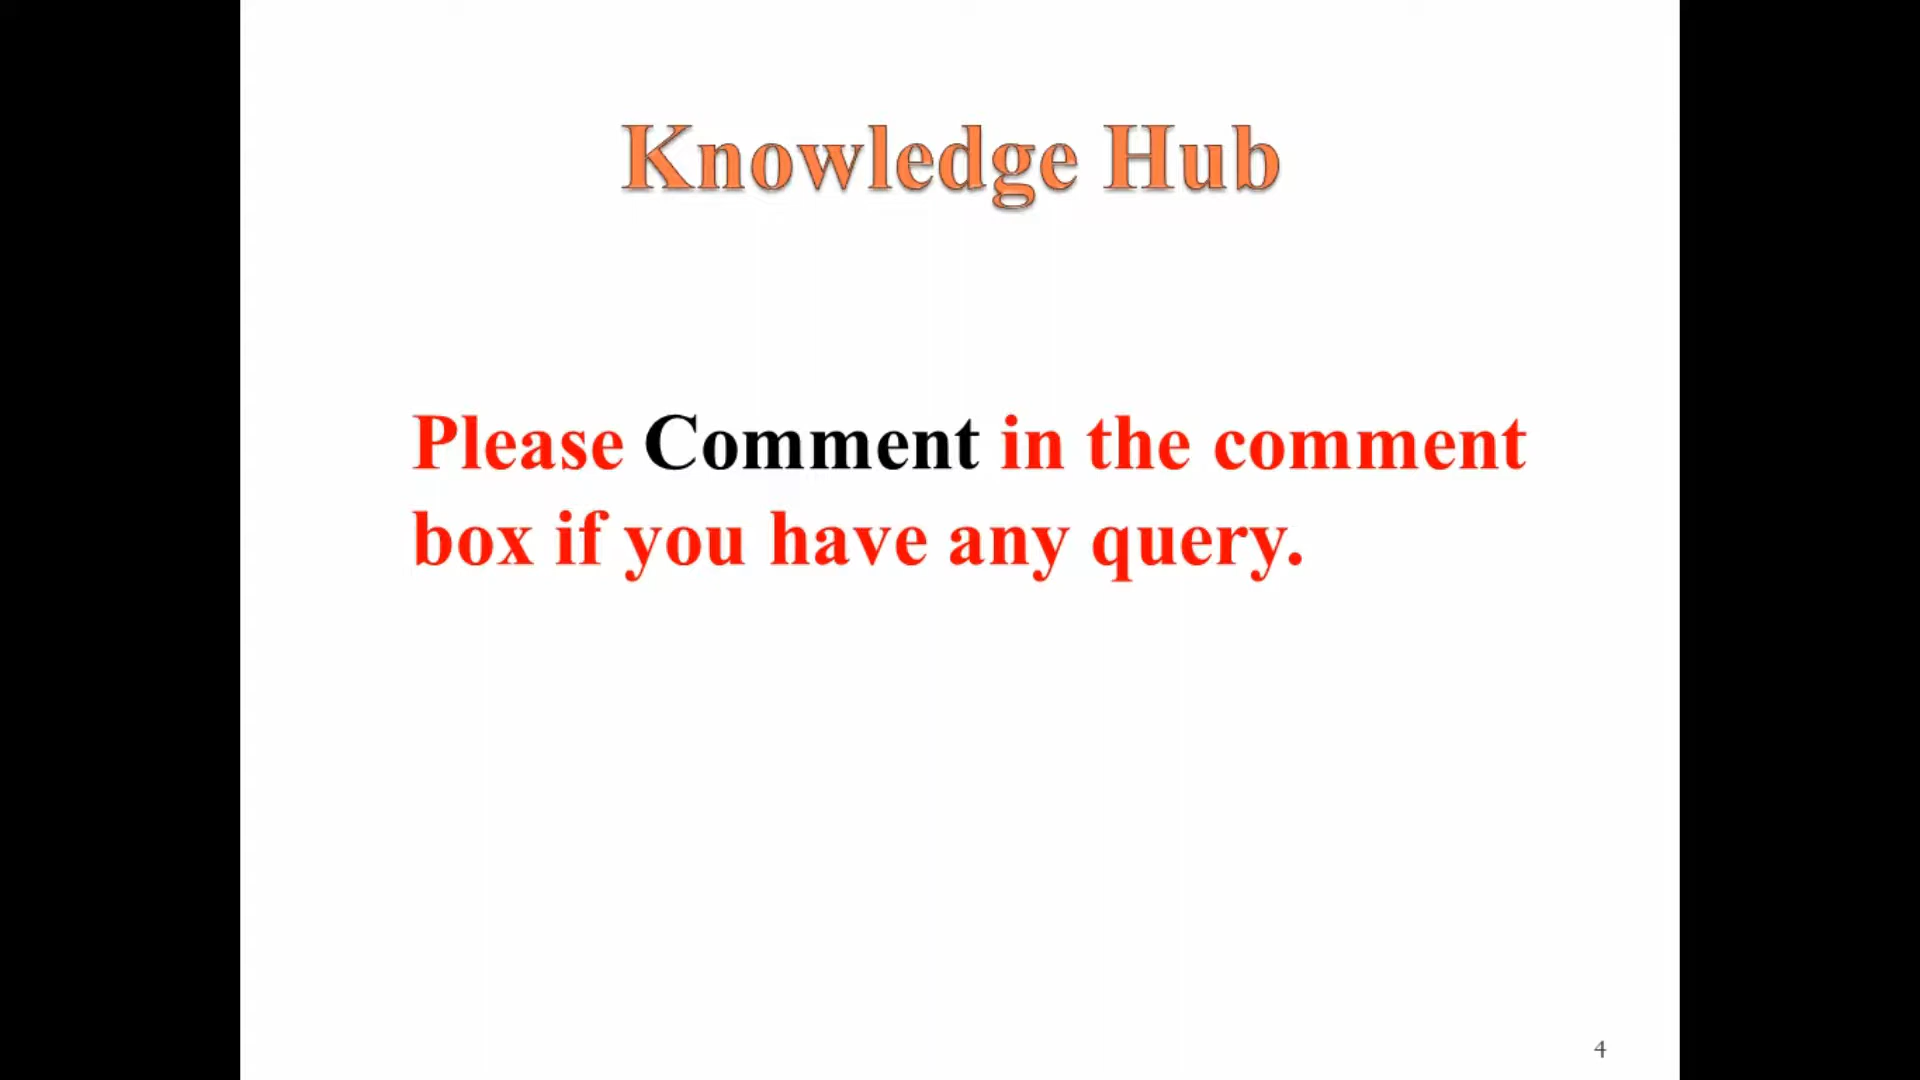 Knowledge Hub
Please Comment in the comment
box if you have any query.
4